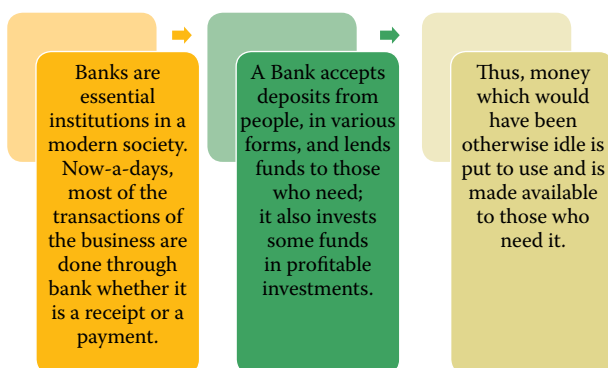 Banks are
essential
institutions in a
modern society.
Now-a-days,
most of the
transactions of
the business are
done through
bank whether it
is a receipt or a
payment.
A Bank accepts
deposits from
people, in various
forms, and lends
funds to those
who need;
it also invests
some funds
in profitable
investments.
Thus, money
which would
have been
otherwise idle is
put to use and is
made available
to those who
need it.